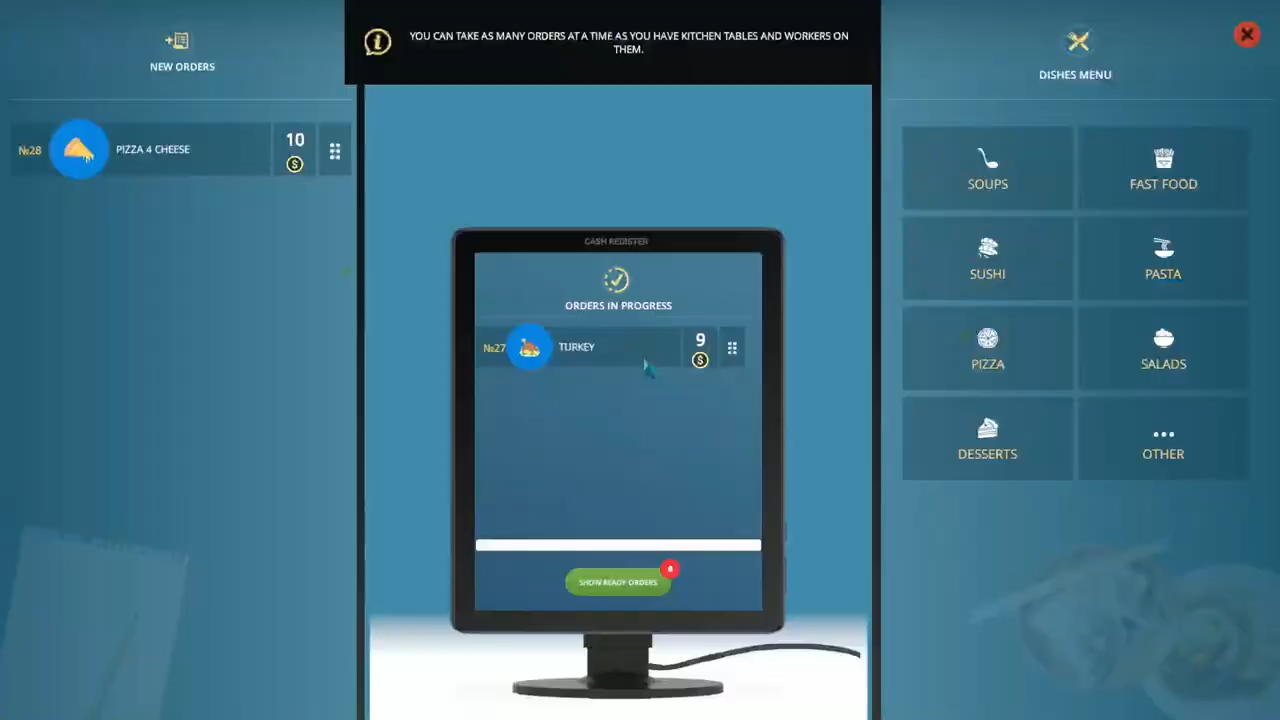 NEW ORDERS
№28
PIZZA 4 CHEESE
10
$
YOU CAN TAKE AS MANY ORDERS AT A TIME AS YOU HAVE KITCHEN TABLES AND WORKERS ON
THEM.
CASH REGISTER
ORDERS IN PROGRESS
№27
TURKEY
9
$
SHOW READY ORDERS
DISHES MENU
SOUPS
FAST FOOD
SUSHI
PASTA
PIZZA
SALADS
DESSERTS
OTHER